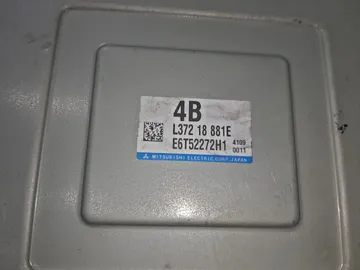 4B
L372 18 881E
E6T52272H1 4109
0011
MITSUBISHI ELECTRIC CORP. JAPAN